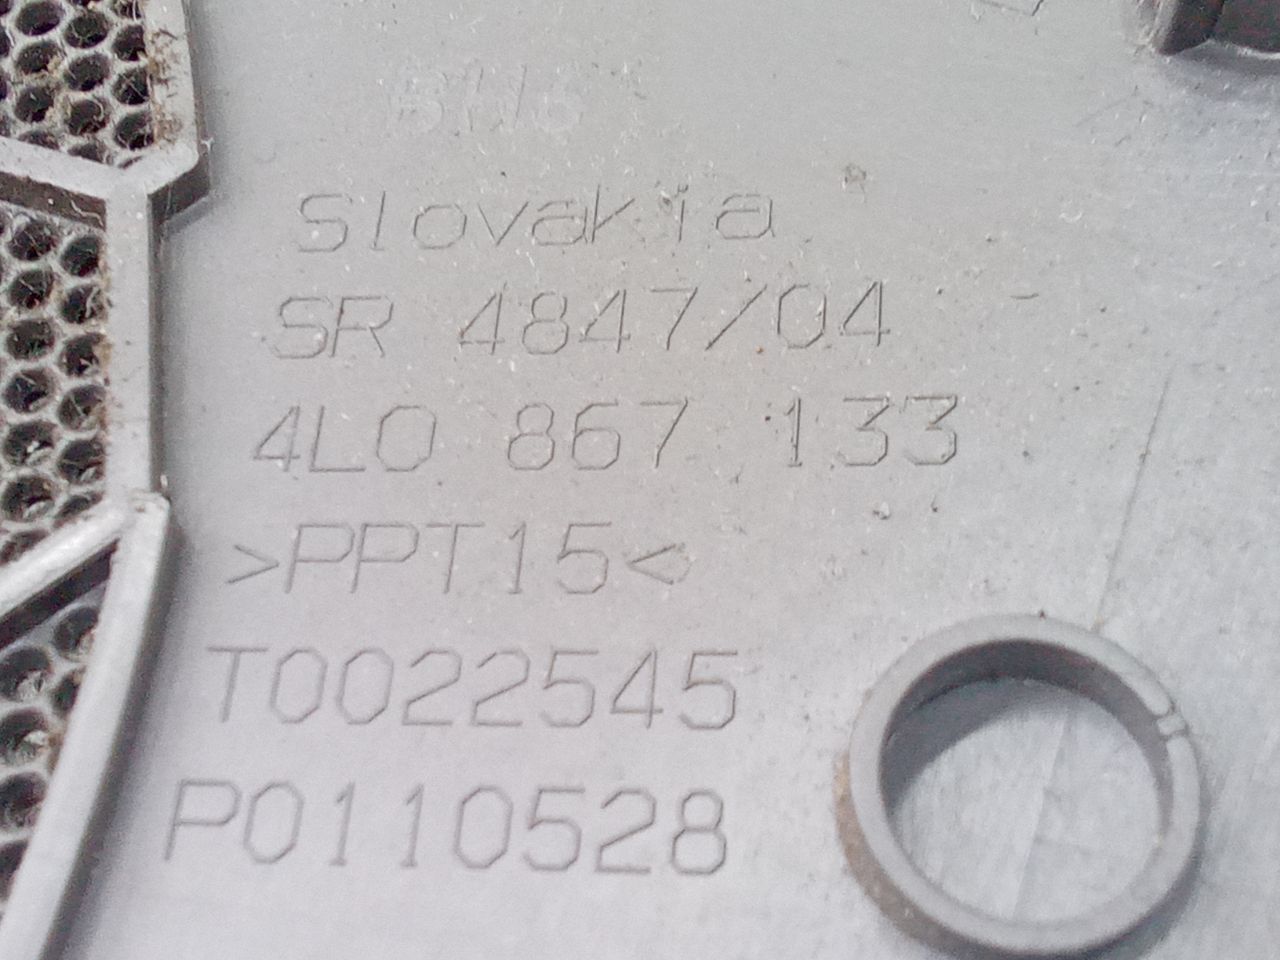 Slovakia
SR 4847/04
4L0 867 133
>PPT15<
T0022545
P0110528